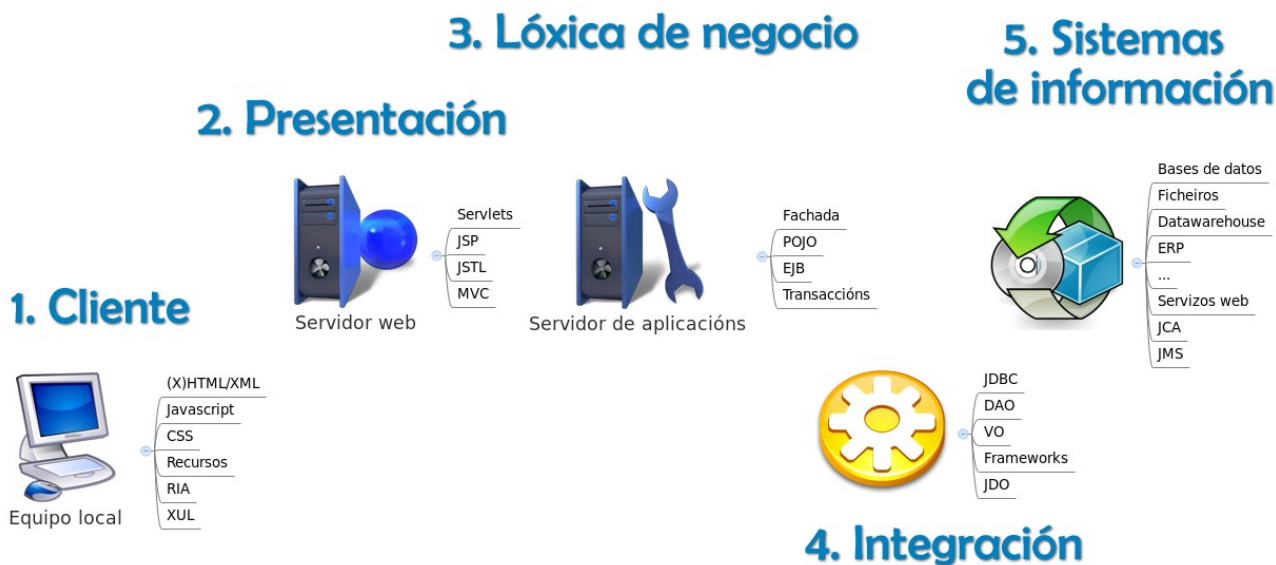 1. Cliente
(X)HTML/XML
Javascript
CSS
Recursos
RIA
XUL
Equipo local
2. Presentación
Servlets
JSP
JSTL
MVC
Servidor web
3. Lóxica de negocio
Fachada
POJO
EJB
Transaccións
Servidor de aplicacións
4. Integración
JDBC
DAO
VO
Frameworks
JDO
5. Sistemas
de información
Bases de datos
Ficheiros
Datawarehouse
ERP
...
Servizos web
JCA
JMS